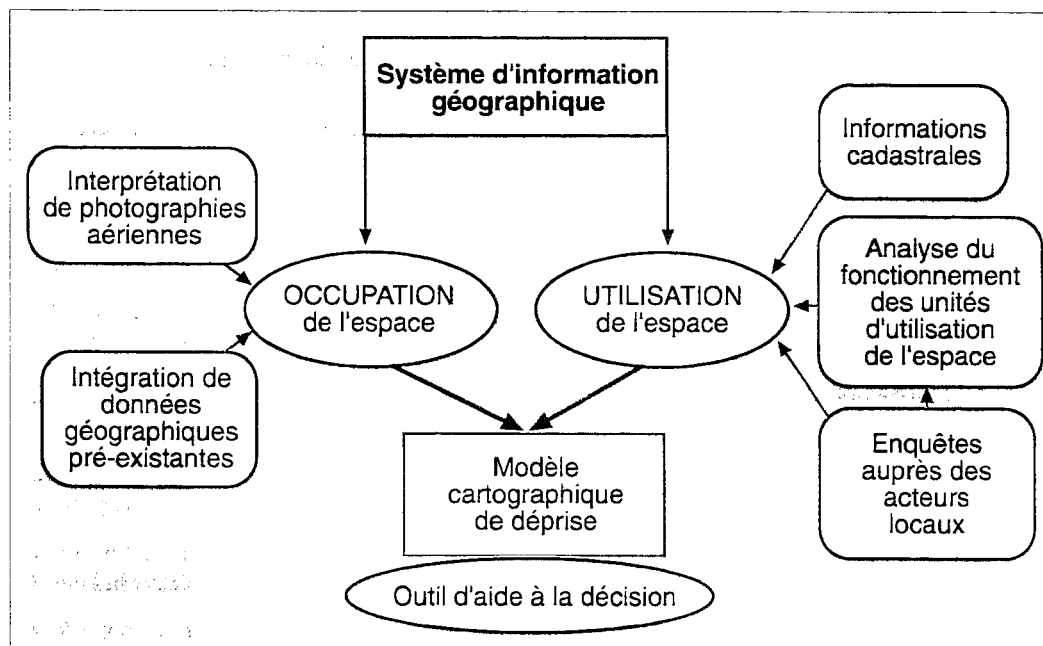 Système d'information
géographique
Interprétation
de photographies
aériennes
Intégration de
données
géographiques
pré-existantes
OCCUPATION
de l'espace
UTILISATION
de l'espace
Informations
cadastrales
Analyse du
fonctionnement
des unités
d'utilisation
de l'espace
Enquêtes
auprès des
acteurs
locaux
Modèle
cartographique
de déprise
Outil d'aide à la décision